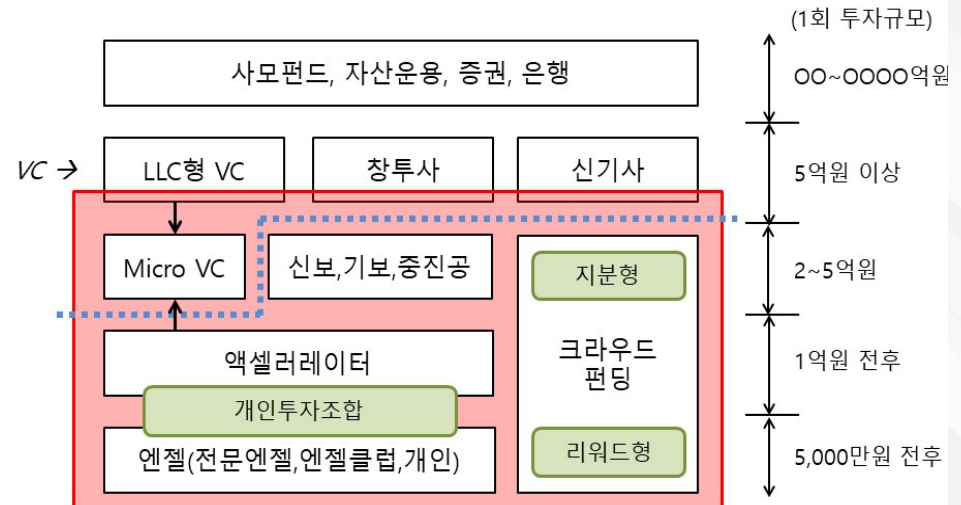 (1회 투자규모)
사모펀드, 자산운용, 증권, 은행
OO~OOOO억원
VC →
LLC형 VC
창투사
신기사
5억원 이상
Micro VC
신보,기보,중진공
지분형
2~5억원
액셀러레이터
크라우드
펀딩
1억원 전후
개인투자조합
엔젤(전문엔젤,엔젤클럽,개인)
리워드형
5,000만원 전후